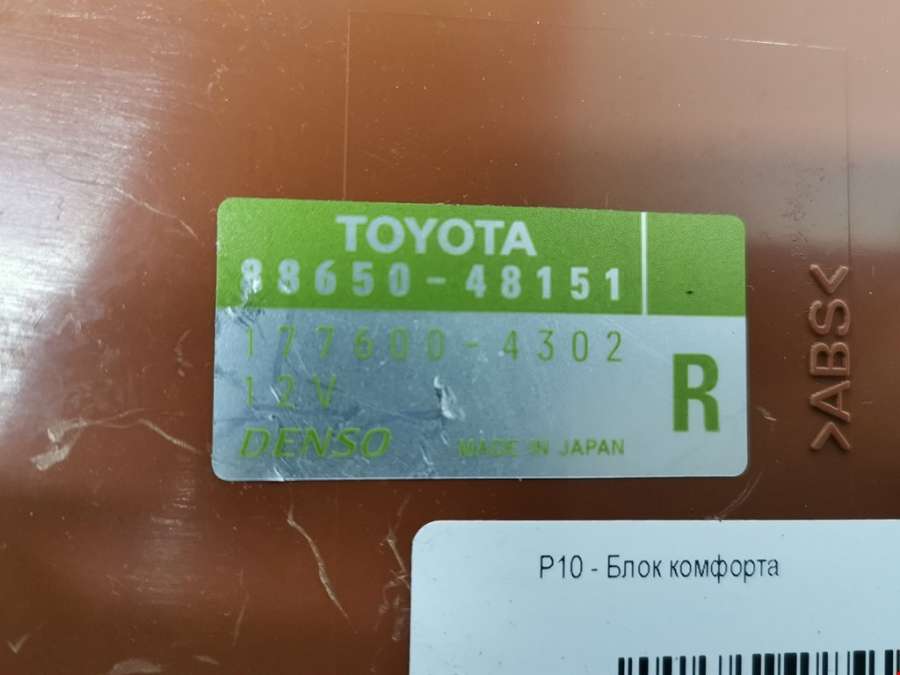 TOYOTA
88650-48151
177600-4302
12V
R
DENSO MADE IN JAPAN
>ABS<
P10 - Блок комфорта